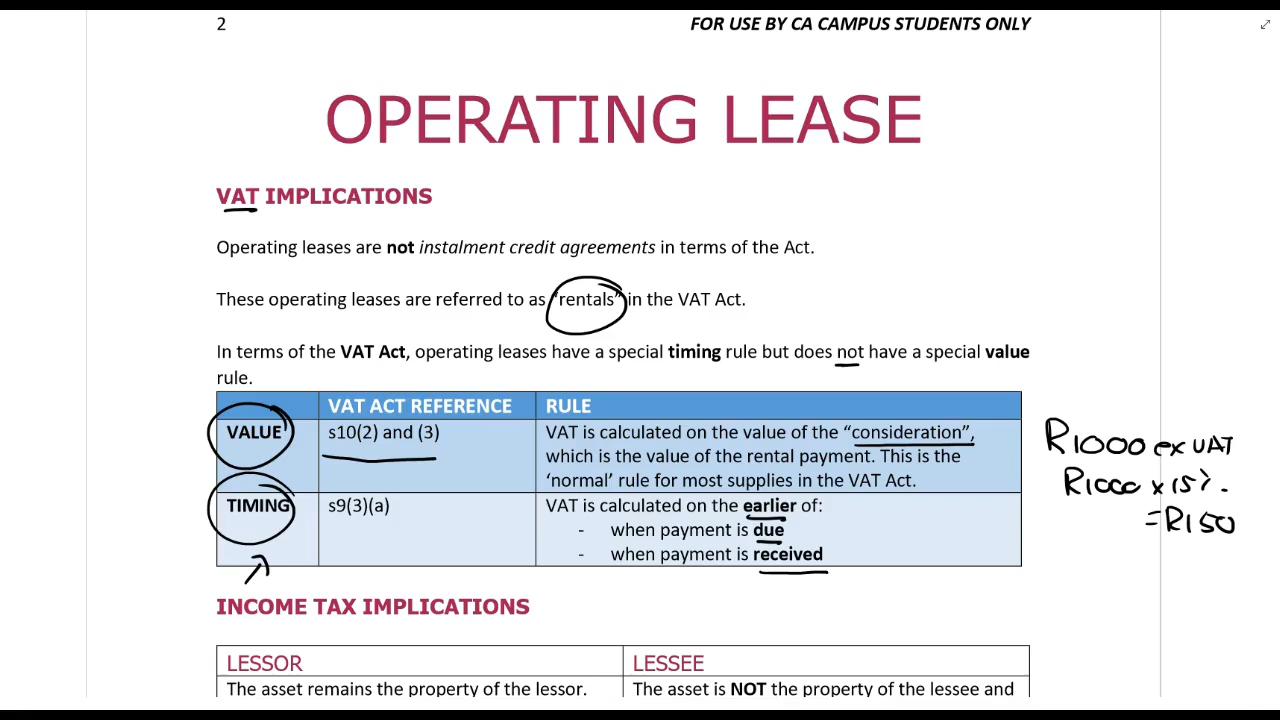 2 FOR USE BY CA CAMPUS STUDENTS ONLY
OPERATING LEASE
VAT IMPLICATIONS
Operating leases are not instalment credit agreements in terms of the Act.
These operating leases are referred to as "rentals" in the VAT Act.
In terms of the VAT Act, operating leases have a special timing rule but does not have a special value
rule.
VAT ACT REFERENCE RULE
VALUE s10(2) and (3) VAT is calculated on the value of the "consideration",
which is the value of the rental payment. This is the
'normal' rule for most supplies in the VAT Act.
TIMING s9(3)(a) VAT is calculated on the earlier of:
- when payment is due
- when payment is received
R1000 ex VAT
R1000 x 15%.
=R150
INCOME TAX IMPLICATIONS
LESSOR LESSEE
The asset remains the property of the lessor. The asset is NOT the property of the lessee and